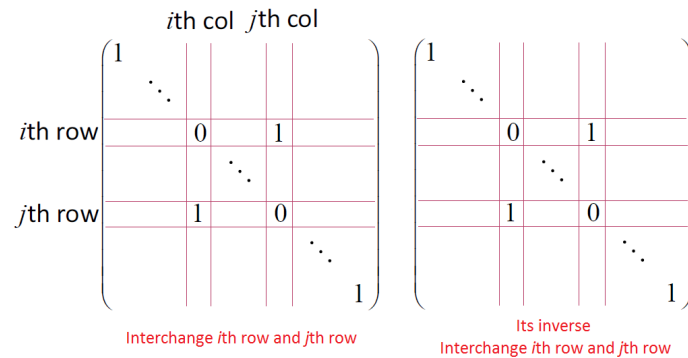 ith col jth col
1 1
⋱ ⋱
ith row 0 1 0 1
⋱ ⋱
jth row 1 0 1 0
⋱ ⋱
1 1
Interchange ith row and jth row
Its inverse
Interchange ith row and jth row